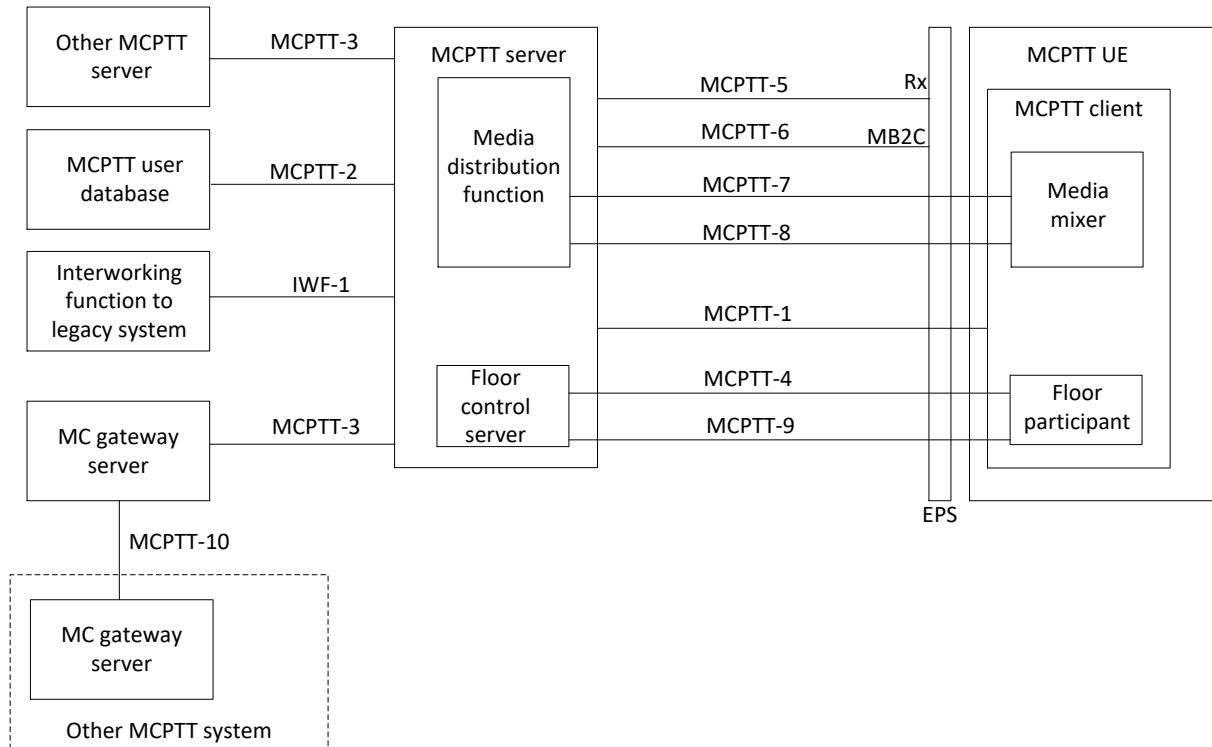 Other MCPTT
server
MCPTT-3
MCPTT user
database
MCPTT-2
Interworking
function to
legacy system
IWF-1
MC gateway
server
MCPTT-3
MCPTT-10
MC gateway
server
Other MCPTT system
MCPTT server
Media
distribution
function
Floor
control
server
MCPTT-5
Rx
MCPTT-6
MB2C
MCPTT-7
MCPTT-8
MCPTT-1
MCPTT-4
MCPTT-9
EPS
MCPTT UE
MCPTT client
Media
mixer
Floor
participant